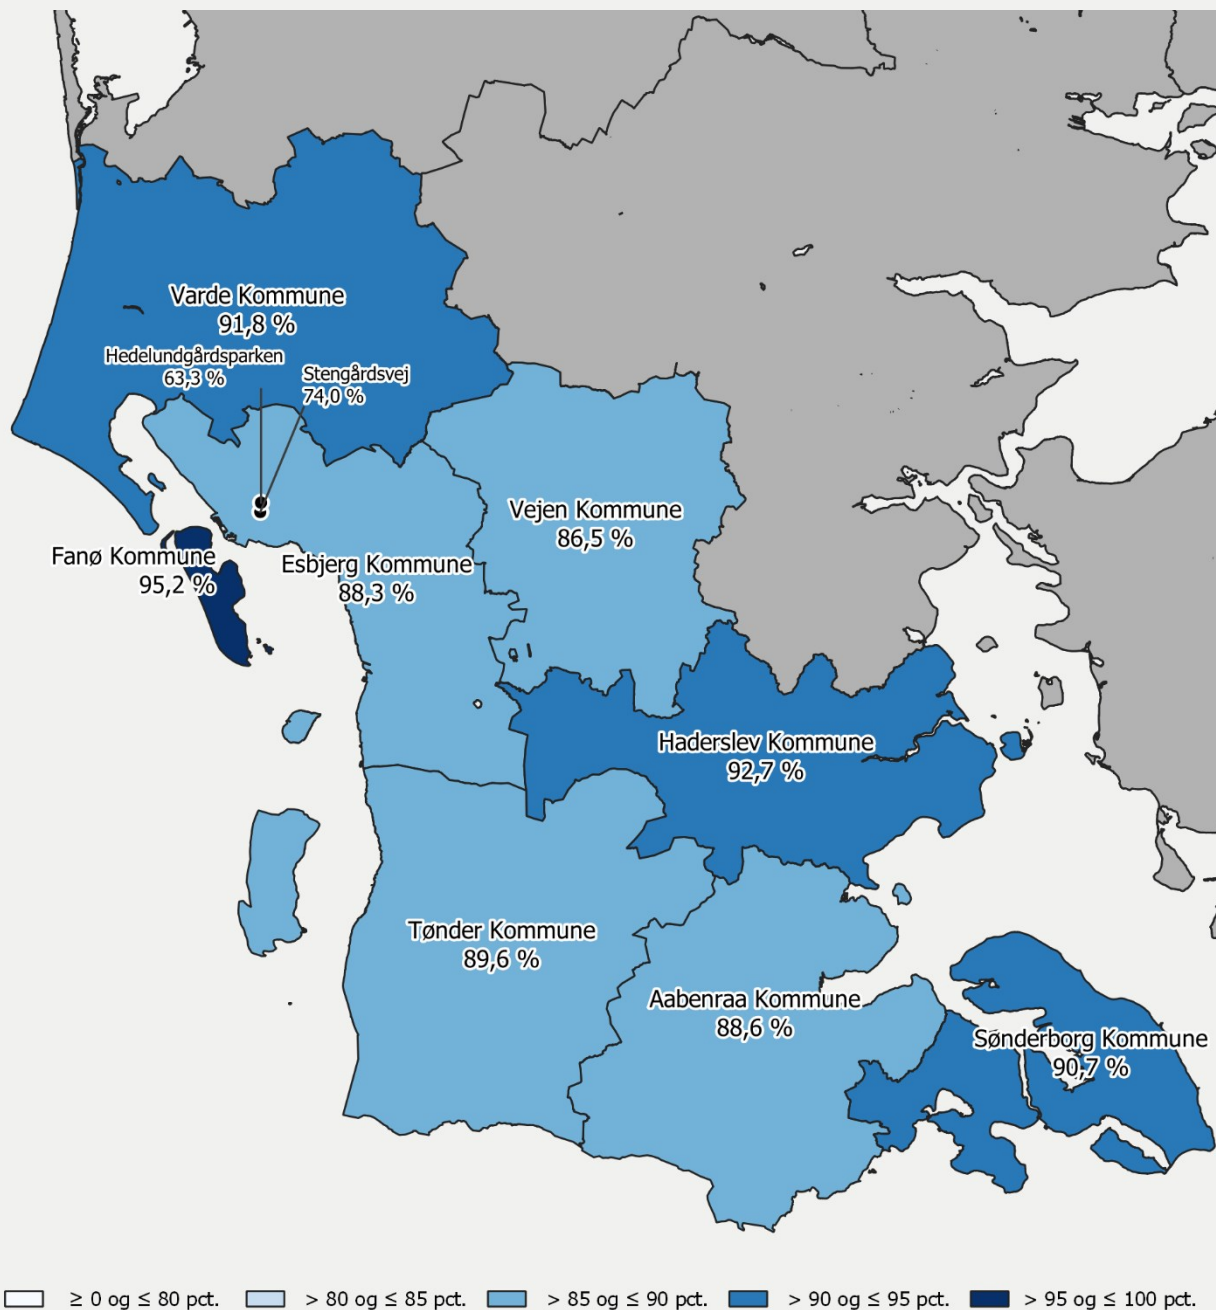 Varde Kommune
91,8 %
Hedelundgårdsparken
63,3 %
Stengårdsvej
74,0 %
Vejen Kommune
86,5 %
Fanø Kommune
95,2 %
Esbjerg Kommune
88,3 %
Haderslev Kommune
92,7 %
Tønder Kommune
89,6 %
Aabenraa Kommune
88,6 %
Sønderborg Kommune
90,7 %
≥ 0 og ≤ 80 pct.
> 80 og ≤ 85 pct.
> 85 og ≤ 90 pct.
> 90 og ≤ 95 pct.
> 95 og ≤ 100 pct.